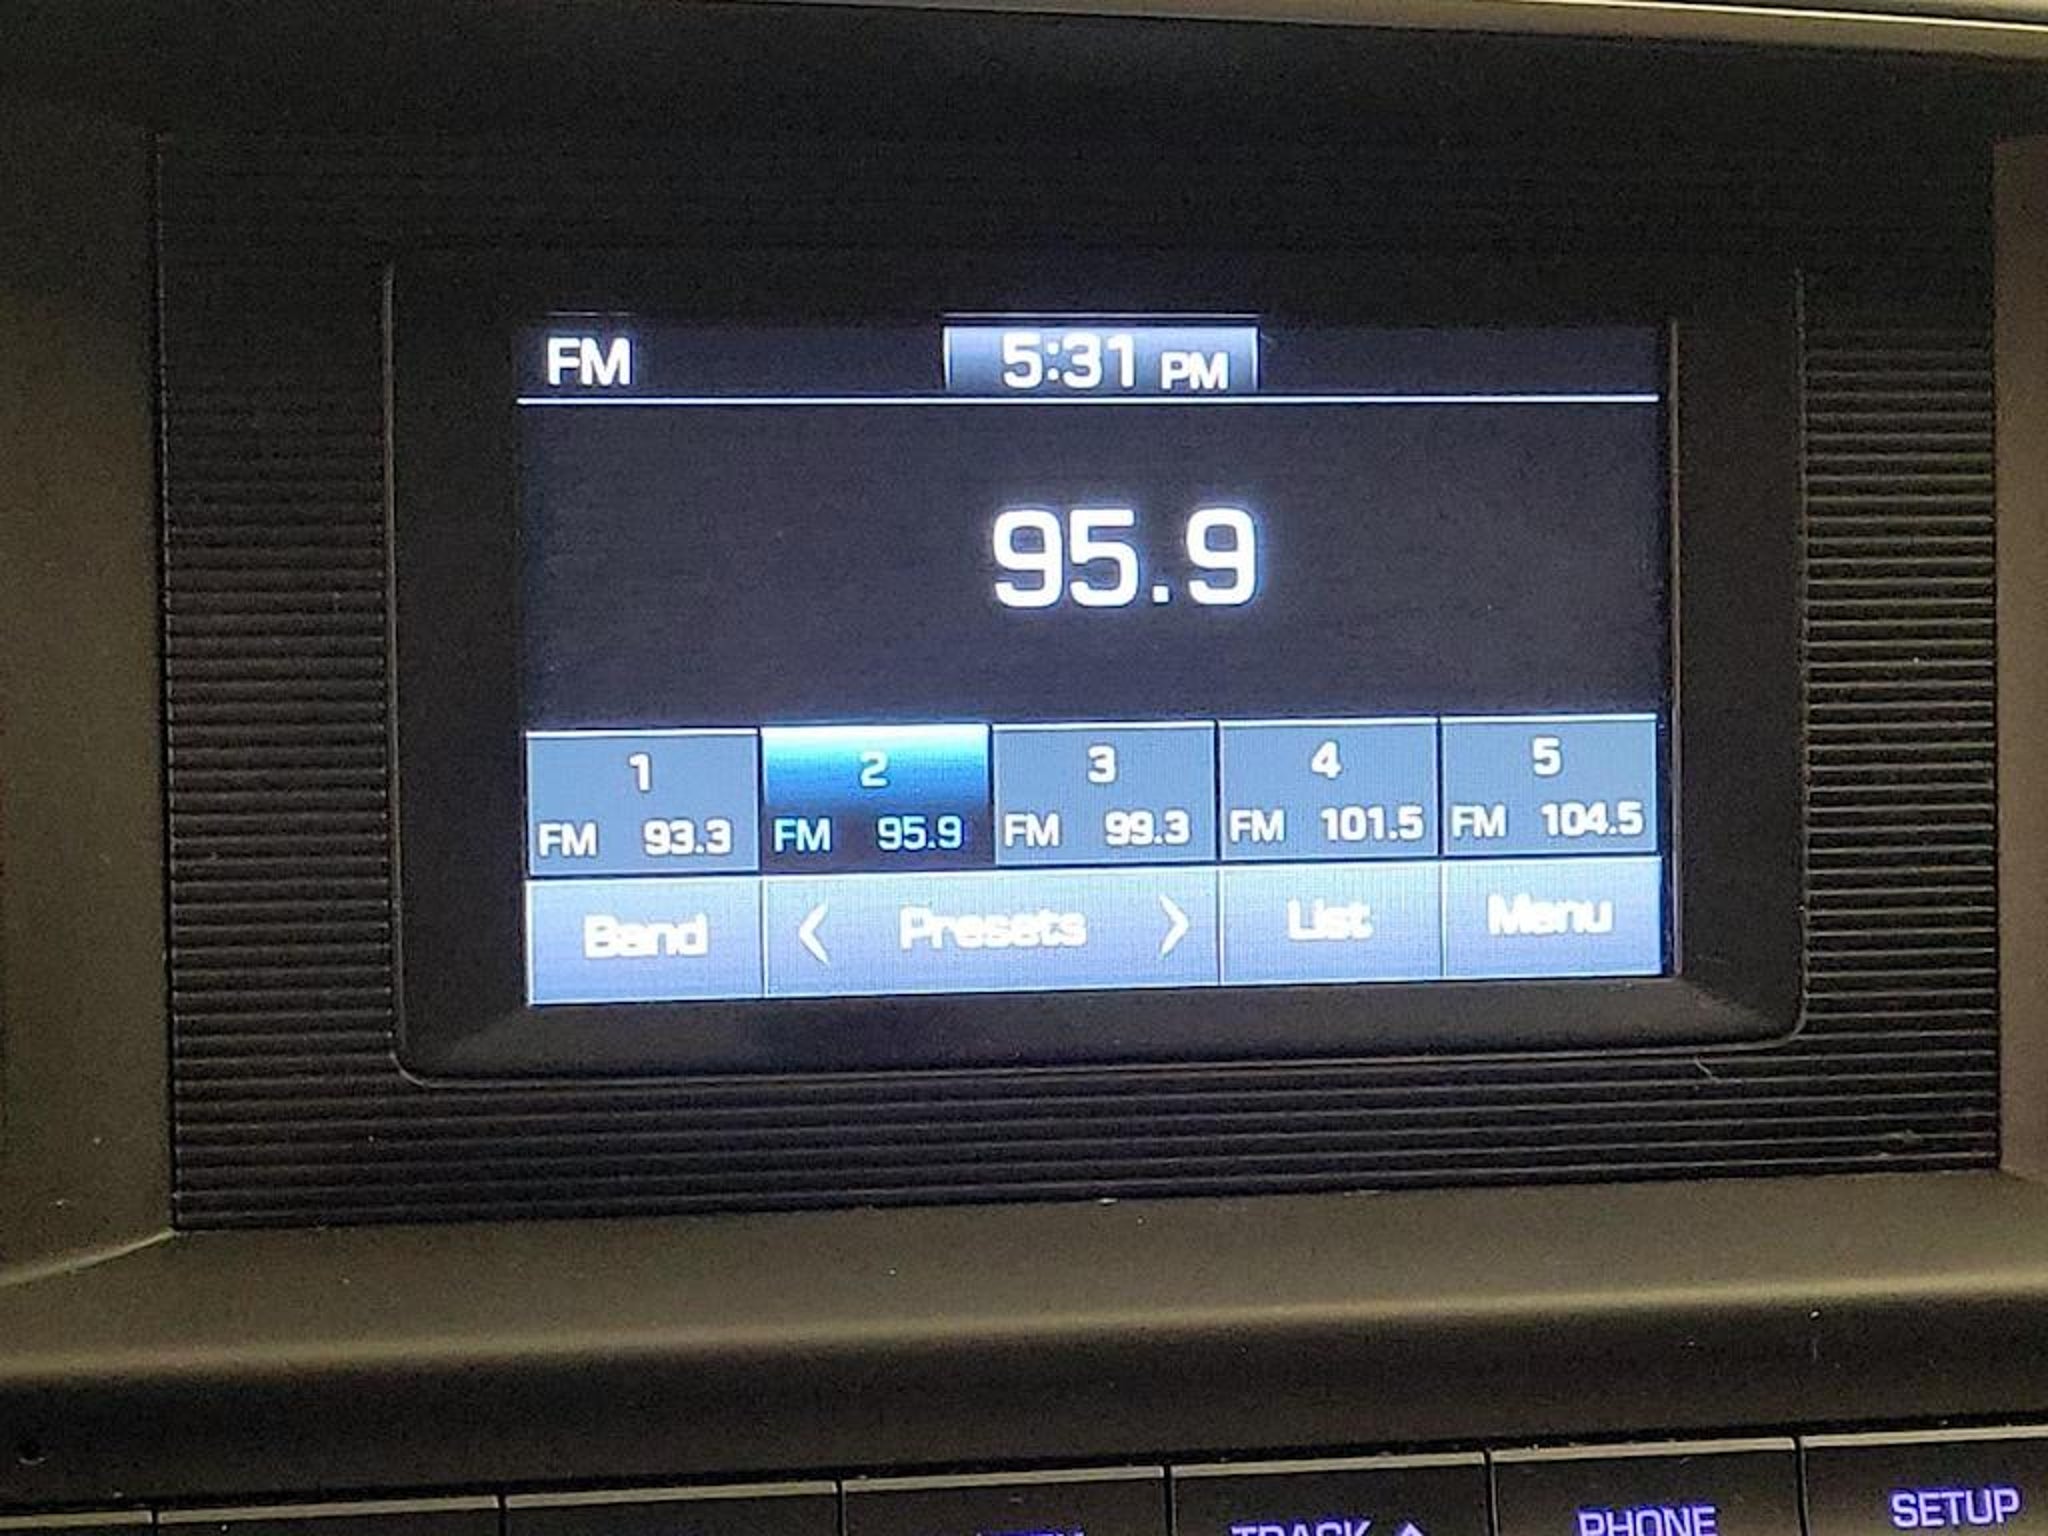 FM 5:31 PM
95.9
1 2 3 4 5
FM 93.3 FM 95.9 FM 99.3 FM 101.5 FM 104.5
Band < Presets > List Menu
TRACK PHONE SETUP